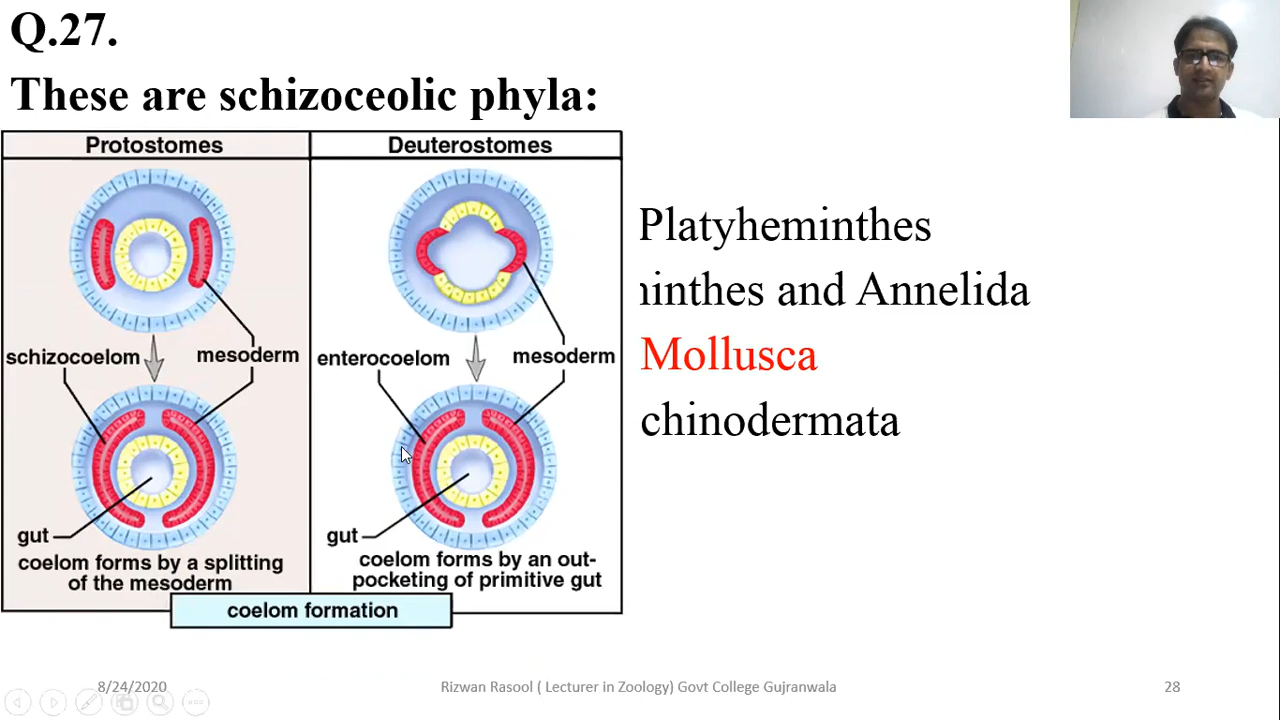 Q.27.
These are schizoceolic phyla:
Protostomes
Deuterostomes
Platyheminthes
inthes and Annelida
Mollusca
chinodermata
schizocoelom
mesoderm
enterocoelom
mesoderm
gut
gut
coelom forms by a splitting
of the mesoderm
coelom forms by an out-
pocketing of primitive gut
coelom formation
8/24/2020
Rizwan Rasool ( Lecturer in Zoology) Govt College Gujranwala
28